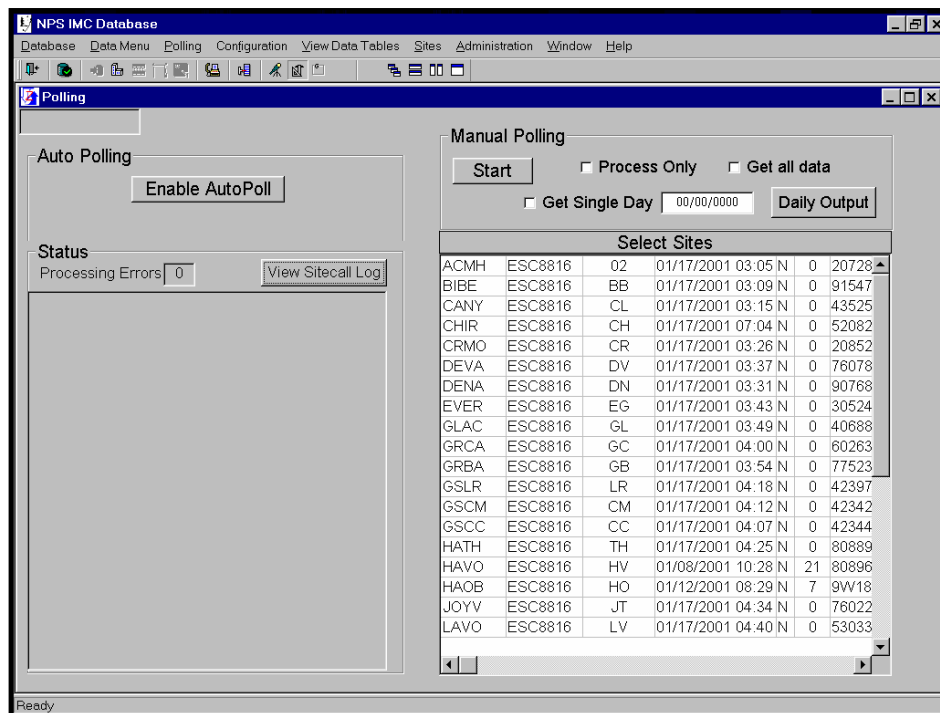 NPS IMC Database
Database Data Menu Polling Configuration View Data Tables Sites Administration Window Help
Polling
Auto Polling
Enable AutoPoll
Status
Processing Errors 0 View Sitecall Log
Manual Polling
Start Process Only Get all data
Get Single Day 00/00/0000 Daily Output
Select Sites
ACMH ESC8816 02 01/17/2001 03:05 N 0 20728
BIBE ESC8816 BB 01/17/2001 03:09 N 0 91547
CANY ESC8816 CL 01/17/2001 03:15 N 0 43525
CHIR ESC8816 CH 01/17/2001 07:04 N 0 52082
CRMO ESC8816 CR 01/17/2001 03:26 N 0 20852
DEVA ESC8816 DV 01/17/2001 03:37 N 0 76078
DENA ESC8816 DN 01/17/2001 03:31 N 0 90768
EVER ESC8816 EG 01/17/2001 03:43 N 0 30524
GLAC ESC8816 GL 01/17/2001 03:49 N 0 40688
GRCA ESC8816 GC 01/17/2001 04:00 N 0 60263
GRBA ESC8816 GB 01/17/2001 03:54 N 0 77523
GSLR ESC8816 LR 01/17/2001 04:18 N 0 42397
GSCM ESC8816 CM 01/17/2001 04:12 N 0 42342
GSCC ESC8816 CC 01/17/2001 04:07 N 0 42344
HATH ESC8816 TH 01/17/2001 04:25 N 0 80889
HAVO ESC8816 HV 01/08/2001 10:28 N 21 80896
HAOB ESC8816 HO 01/12/2001 08:29 N 7 9W18
JOYV ESC8816 JT 01/17/2001 04:34 N 0 76022
LAVO ESC8816 LV 01/17/2001 04:40 N 0 53033
Ready